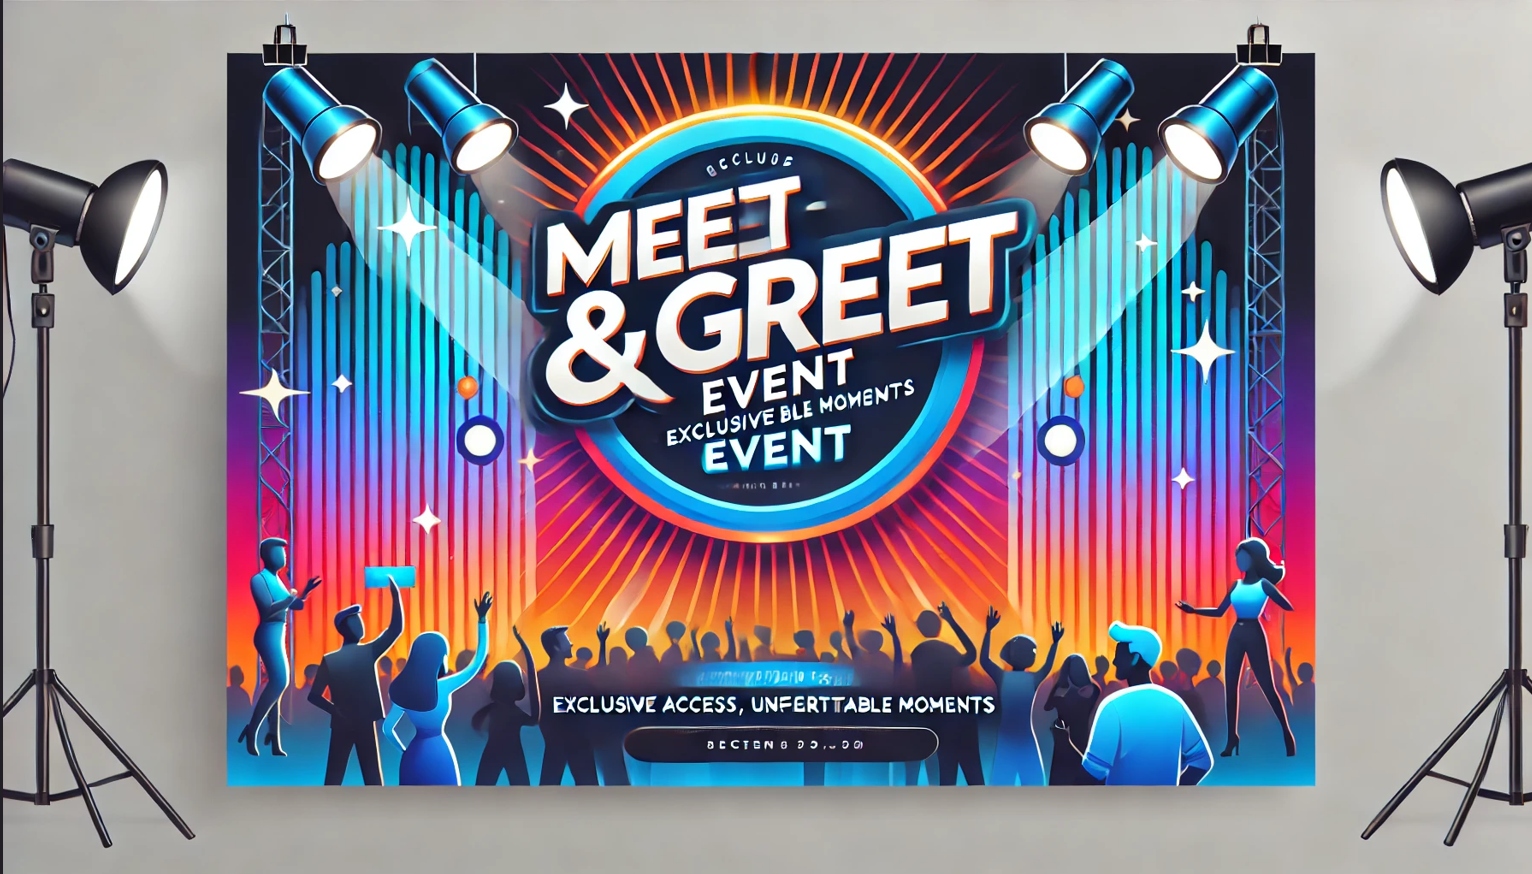 MEET
& GREET
EVENT
EXCLUSIVE BLE MOMENTS
EVENT
EXCLUSIVE ACCESS, UNFERTTABLE MOMENTS